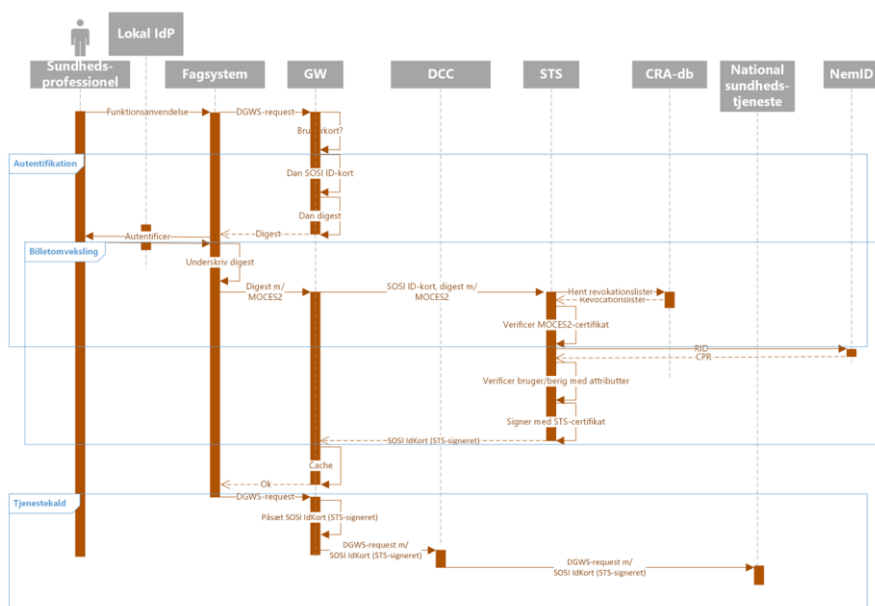 Lokal IdP
Sundheds-
professionel
Fagsystem
GW
DCC
STS
CRA-db
National
sundheds-
tjeneste
NemID
Funktionsanvendelse
DGWS-request
Brugerkort?
Autentifikation
Dan SOSI ID-kort
Dan digest
Digest
Autentificer
Billetomveksling
Underskriv digest
Digest m/
MOCES2
SOSI ID-kort, digest m/
MOCES2
Hent revokationslister
Revocationslister
Verificer MOCES2-certifikat
RID
CPR
Verificer bruger/berig med attributter
Signer med STS-certifikat
SOSI IdKort (STS-signeret)
Cache
Ok
Tjenestekald
DGWS-request
Påsæt SOSI IdKort (STS-signeret)
DGWS-request m/
SOSI IdKort (STS-signeret)
DGWS-request m/
SOSI IdKort (STS-signeret)